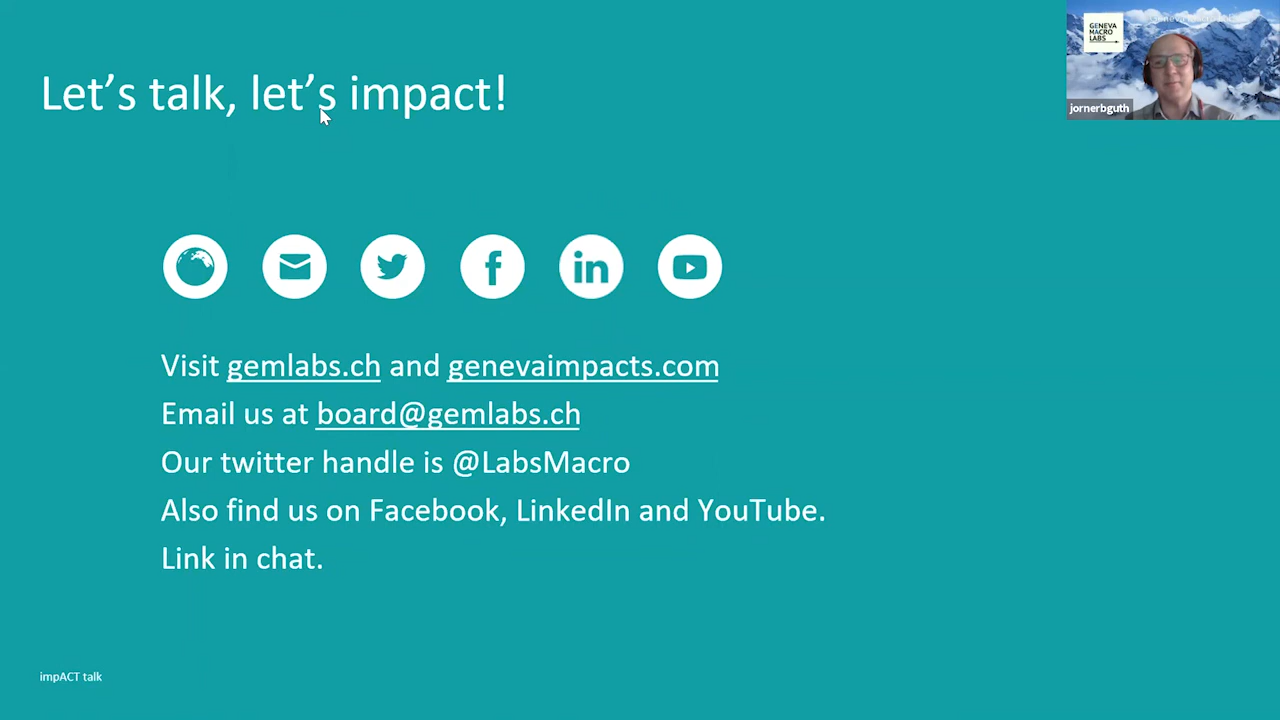 Let's talk, let's impact!
GENEVA
MACRO
LABS
jornerbguth
in
Visit gemlabs.ch and genevaimpacts.com
Email us at board@gemlabs.ch
Our twitter handle is @LabsMacro
Also find us on Facebook, LinkedIn and YouTube.
Link in chat.
impACT talk